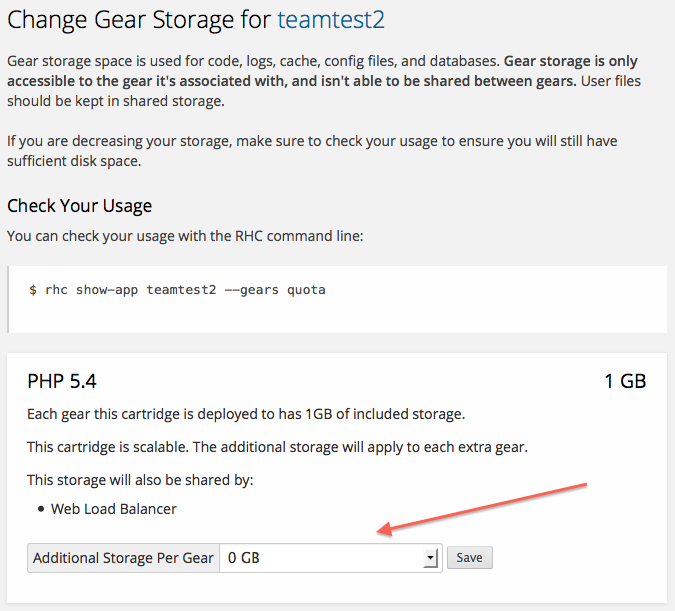 Change Gear Storage for teamtest2
Gear storage space is used for code, logs, cache, config files, and databases. Gear storage is only
accessible to the gear it's associated with, and isn't able to be shared between gears. User files
should be kept in shared storage.
If you are decreasing your storage, make sure to check your usage to ensure you will still have
sufficient disk space.
Check Your Usage
You can check your usage with the RHC command line:
$ rhc show-app teamtest2 --gears quota
PHP 5.4 1 GB
Each gear this cartridge is deployed to has 1GB of included storage.
This cartridge is scalable. The additional storage will apply to each extra gear.
This storage will also be shared by:
• Web Load Balancer
Additional Storage Per Gear 0 GB Save